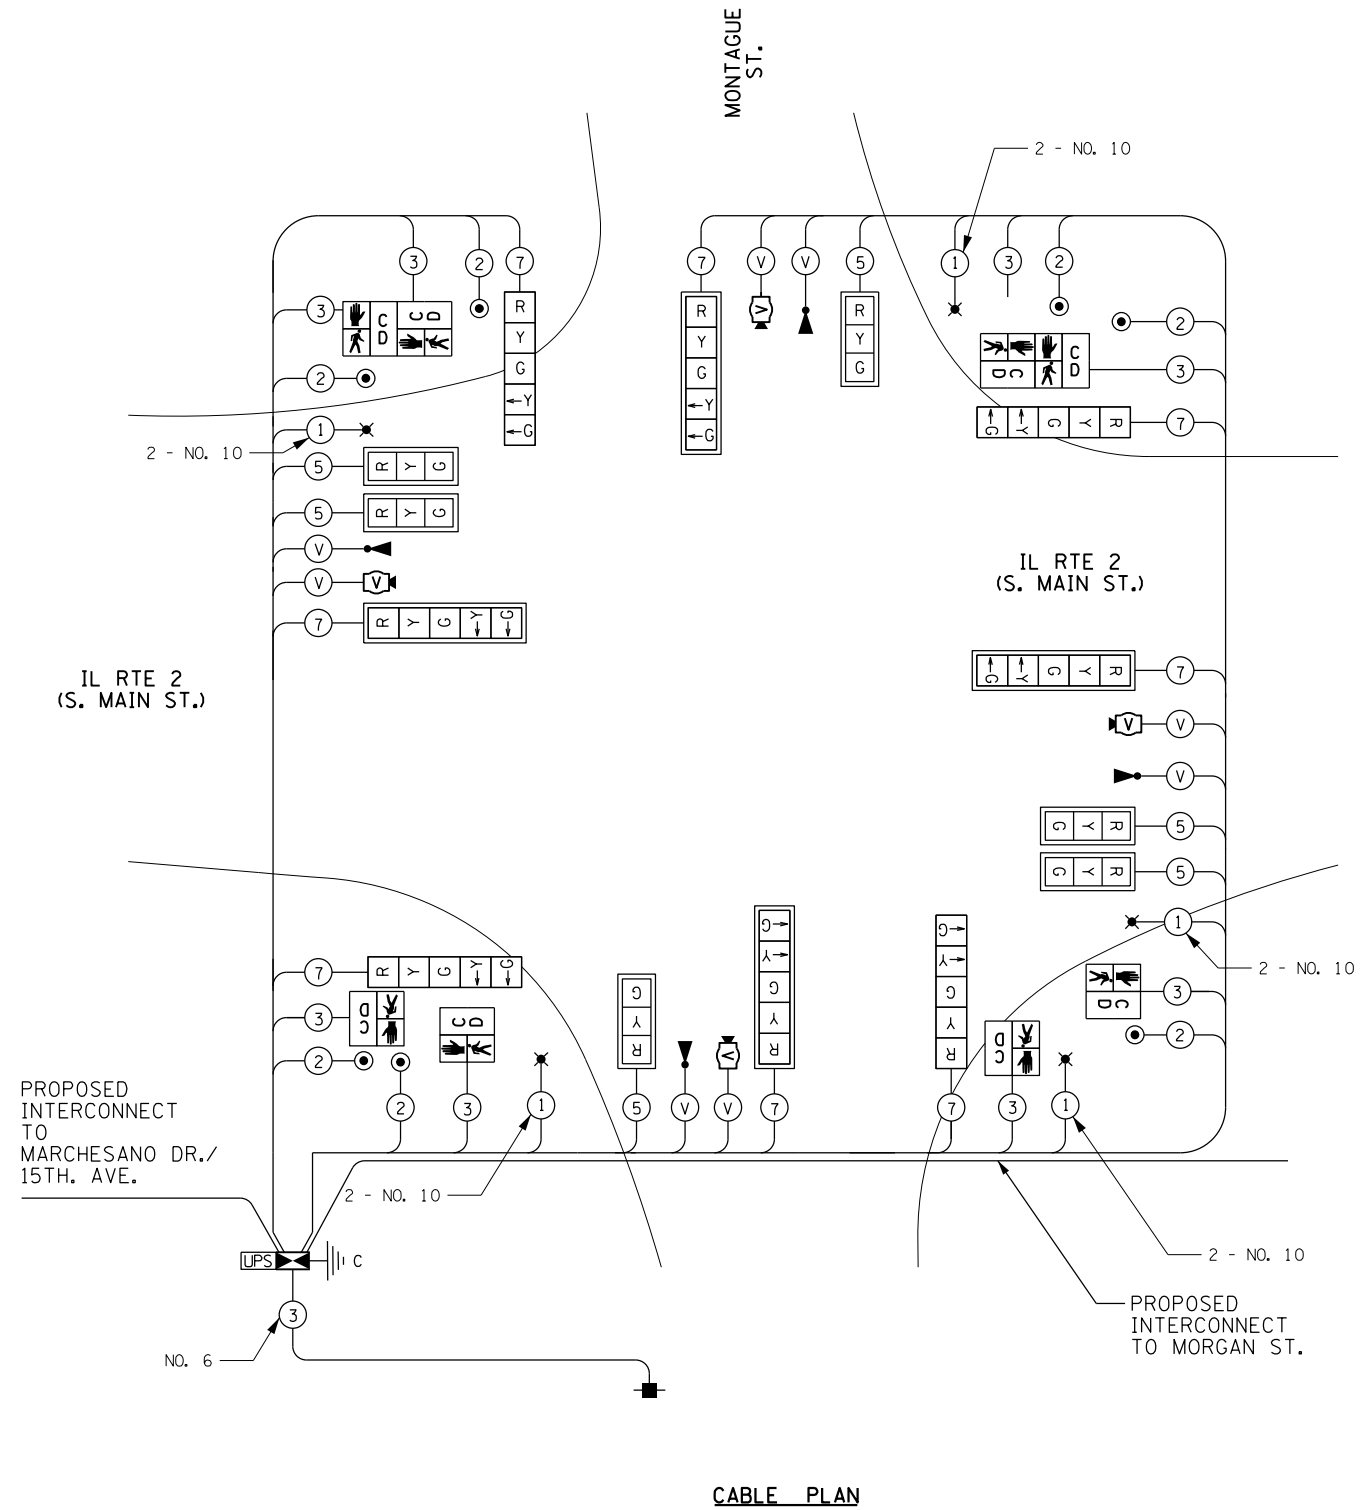 MONTAGUE
ST.
2 - NO. 10
3 2 7
7 V V 5 1 3 2
3
C D
C D
R
Y
G
Y
G
R
Y
G
Y
G
V
R
Y
G
2
2
C D
C D
3
1
2 - NO. 10
G Y G Y R
7
5
R Y G
5
R Y G
V
V
V
7
R Y G Y G
IL RTE 2
(S. MAIN ST.)
IL RTE 2
(S. MAIN ST.)
G Y G Y R
7
V
V
V
G Y R
5
G Y R
5
1
2 - NO. 10
7
R Y G Y G
3
C D
2
C D
G
Y
R
V
G
Y
G
Y
R
G
Y
G
Y
R
C D
3
C D
2
2 3 1 5 V V 7 7 3 1
PROPOSED
INTERCONNECT
TO
MARCHESANO DR./
15TH. AVE.
2 - NO. 10
2 - NO. 10
UPS
C
3
NO. 6
PROPOSED
INTERCONNECT
TO MORGAN ST.
CABLE PLAN